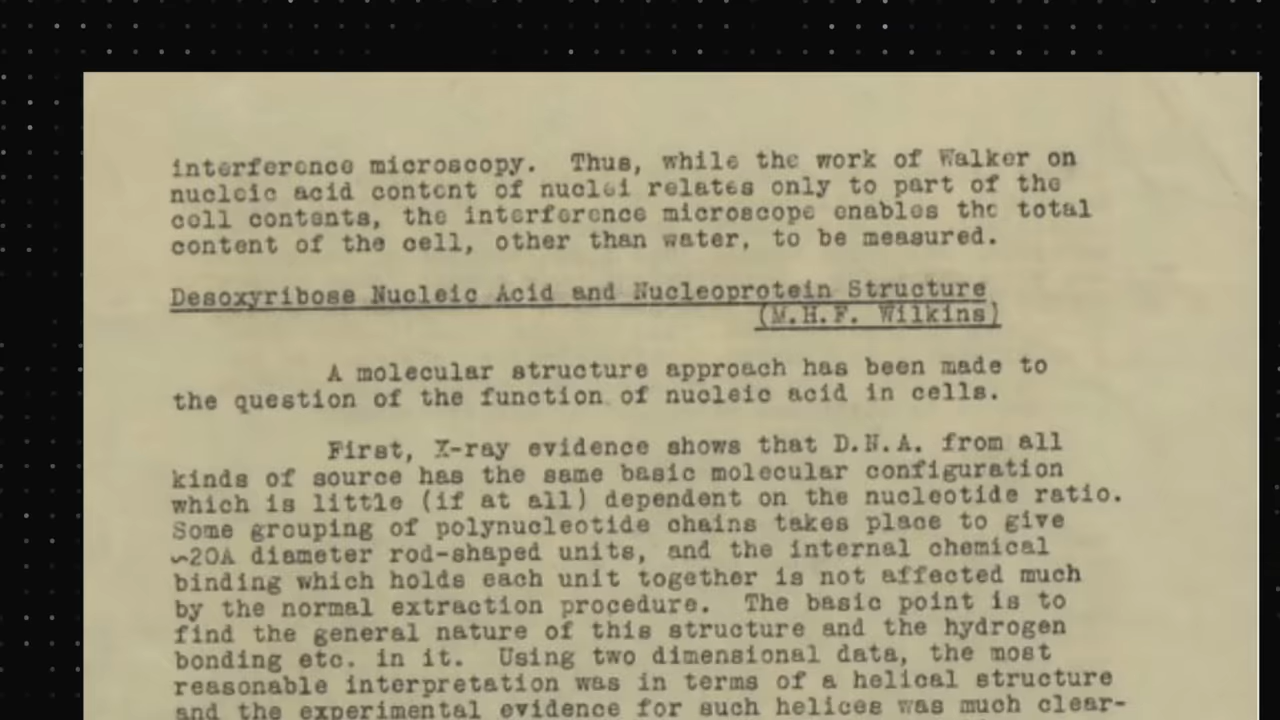 interference microscopy. Thus, while the work of Walker on
nucleic acid content of nuclei relates only to part of the
cell contents, the interference microscope enables the total
content of the cell, other than water, to be measured.
Desoxyribose Nucleic Acid and Nucleoprotein Structure
(M.H.F. Wilkins)
A molecular structure approach has been made to
the question of the function of nucleic acid in cells.
First, X-ray evidence shows that D.N.A. from all
kinds of source has the same basic molecular configuration
which is little (if at all) dependent on the nucleotide ratio.
Some grouping of polynucleotide chains takes place to give
~20A diameter rod-shaped units, and the internal chemical
binding which holds each unit together is not affected much
by the normal extraction procedure. The basic point is to
find the general nature of this structure and the hydrogen
bonding etc. in it. Using two dimensional data, the most
reasonable interpretation was in terms of a helical structure
and the experimental evidence for such helices was much clear-